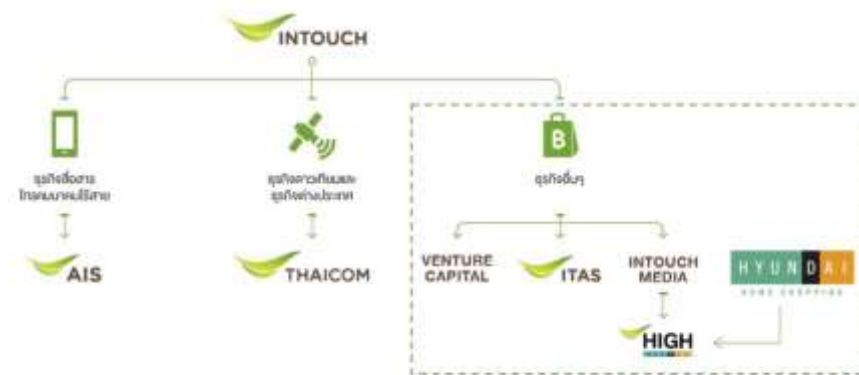 INTOUCH
ธุรกิจสื่อสาร
โทรคมนาคมไร้สาย
AIS
ธุรกิจดาวเทียมและ
ธุรกิจต่างประเทศ
THAICOM
B
ธุรกิจอื่นๆ
VENTURE
CAPITAL
ITAS
INTOUCH
MEDIA
HYUNDAI
HOME SHOPPING
HIGH